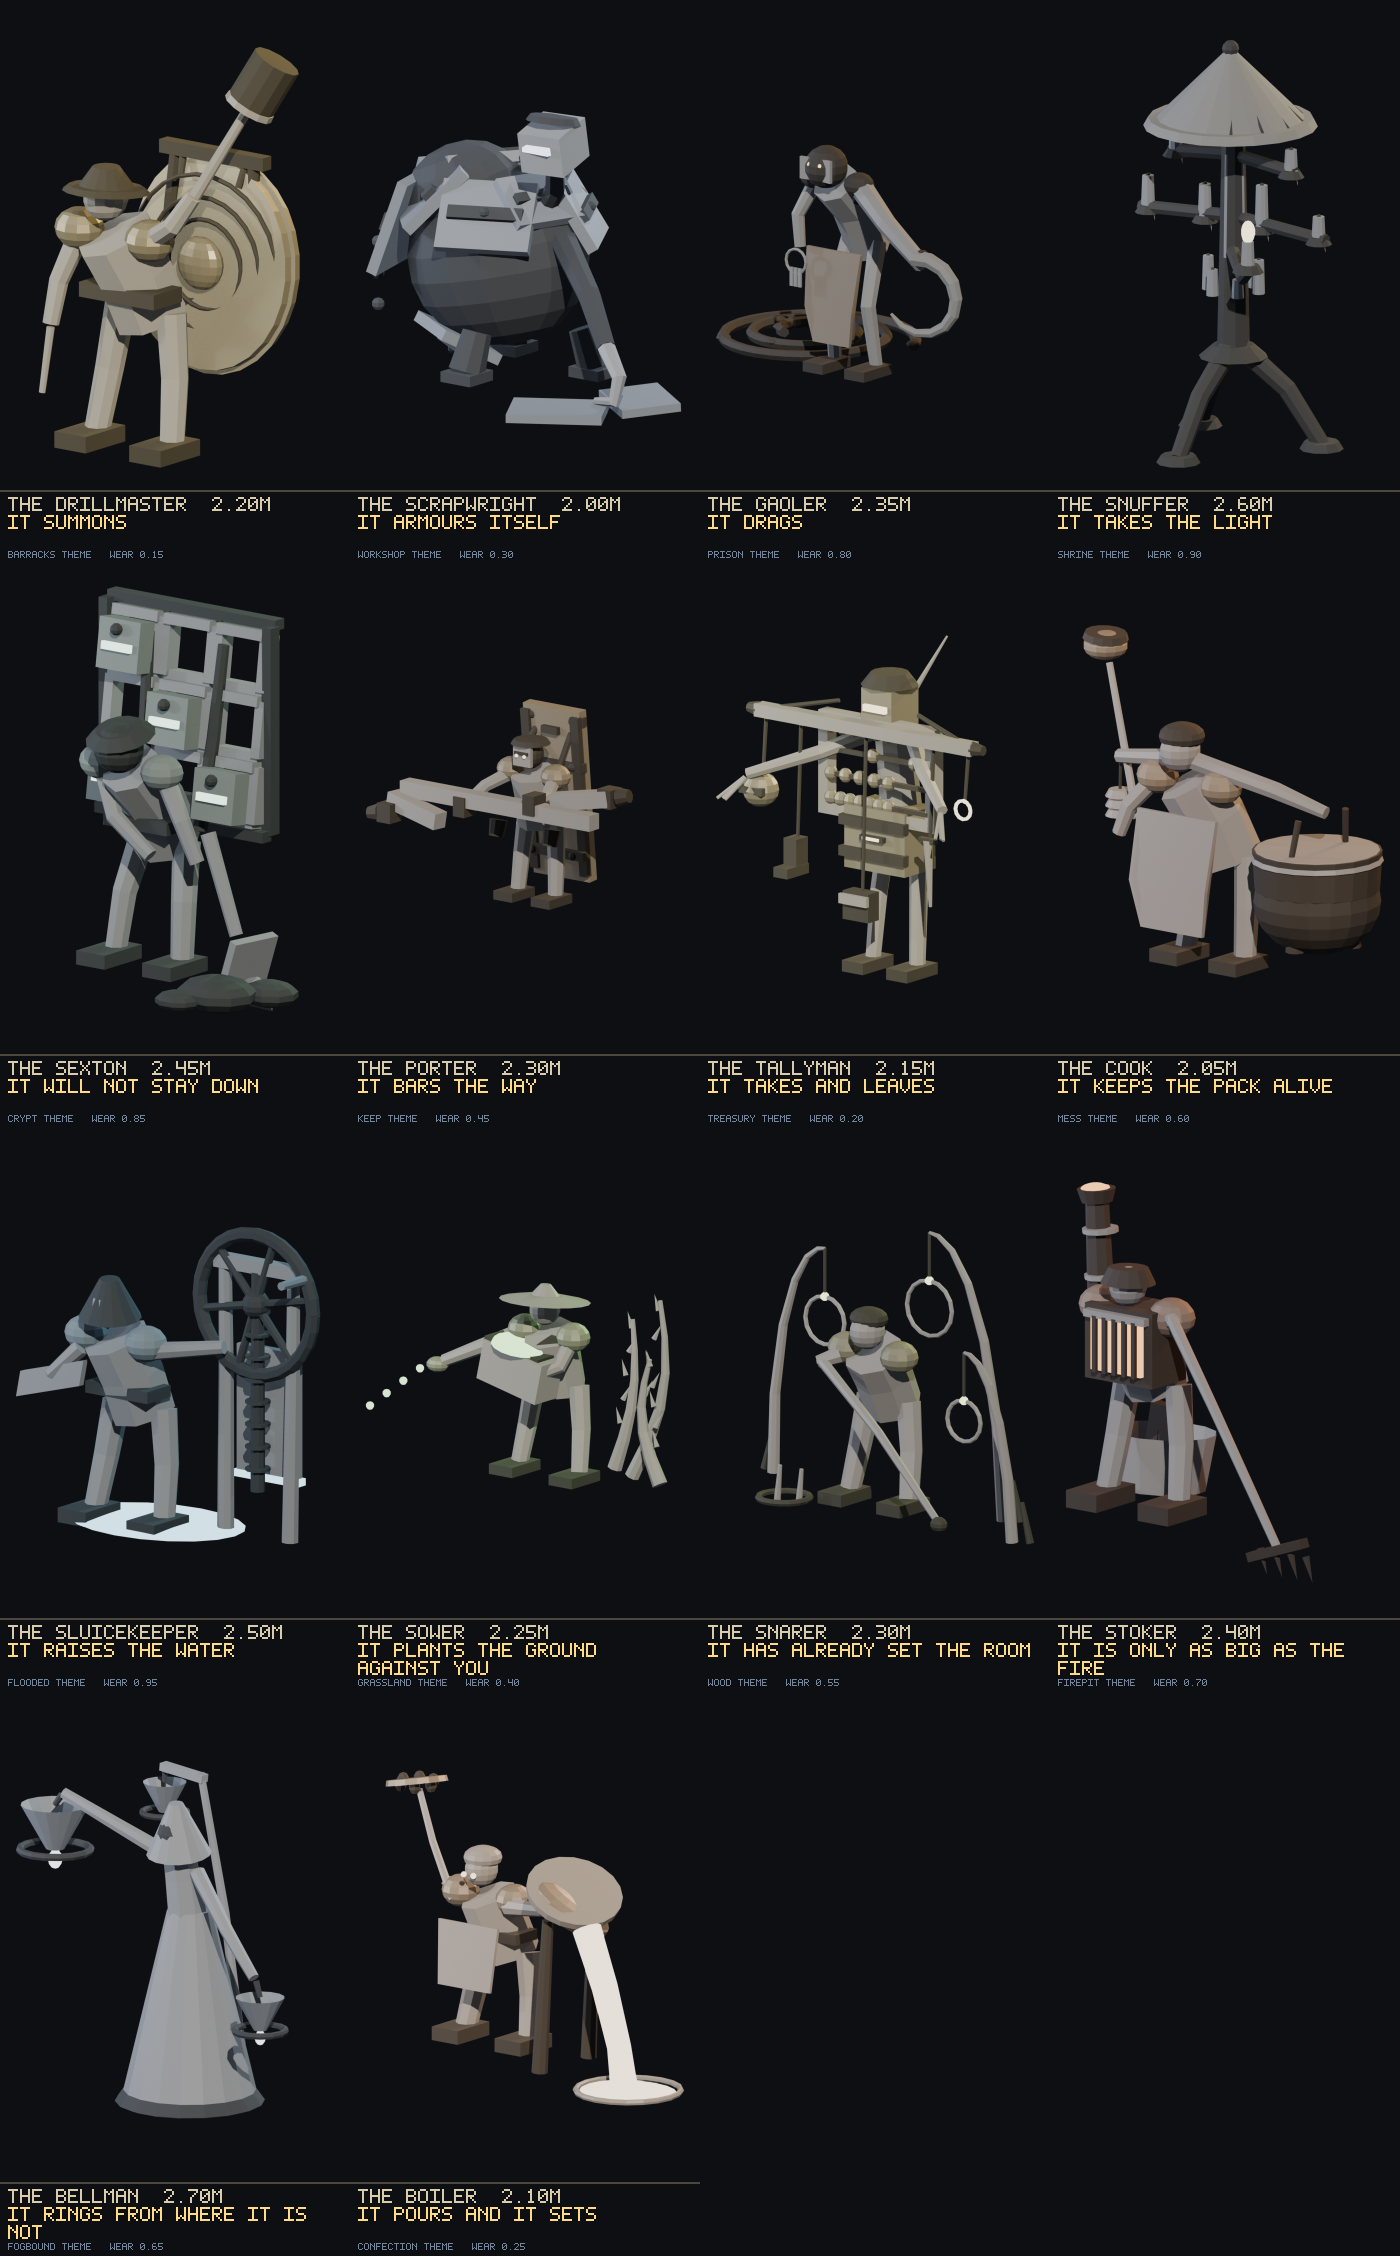 THE DRILLMASTER 2.20M
IT SUMMONS
BARRACKS THEME WEAR 0.15
THE SCRAPWRIGHT 2.00M
IT ARMOURS ITSELF
WORKSHOP THEME WEAR 0.30
THE GAOLER 2.35M
IT DRAGS
PRISON THEME WEAR 0.80
THE SNUFFER 2.60M
IT TAKES THE LIGHT
SHRINE THEME WEAR 0.90
THE SEXTON 2.45M
IT WILL NOT STAY DOWN
CRYPT THEME WEAR 0.85
THE PORTER 2.30M
IT BARS THE WAY
KEEP THEME WEAR 0.45
THE TALLYMAN 2.15M
IT TAKES AND LEAVES
TREASURY THEME WEAR 0.20
THE COOK 2.05M
IT KEEPS THE PACK ALIVE
MESS THEME WEAR 0.60
THE SLUICEKEEPER 2.50M
IT RAISES THE WATER
FLOODED THEME WEAR 0.95
THE SOWER 2.25M
IT PLANTS THE GROUND
AGAINST YOU
GRASSLAND THEME WEAR 0.40
THE SNARER 2.30M
IT HAS ALREADY SET THE ROOM
WOOD THEME WEAR 0.55
THE STOKER 2.40M
IT IS ONLY AS BIG AS THE
FIRE
FIREPIT THEME WEAR 0.70
THE BELLMAN 2.70M
IT RINGS FROM WHERE IT IS
NOT
FOGBOUND THEME WEAR 0.65
THE BOILER 2.10M
IT POURS AND IT SETS
CONFECTION THEME WEAR 0.25